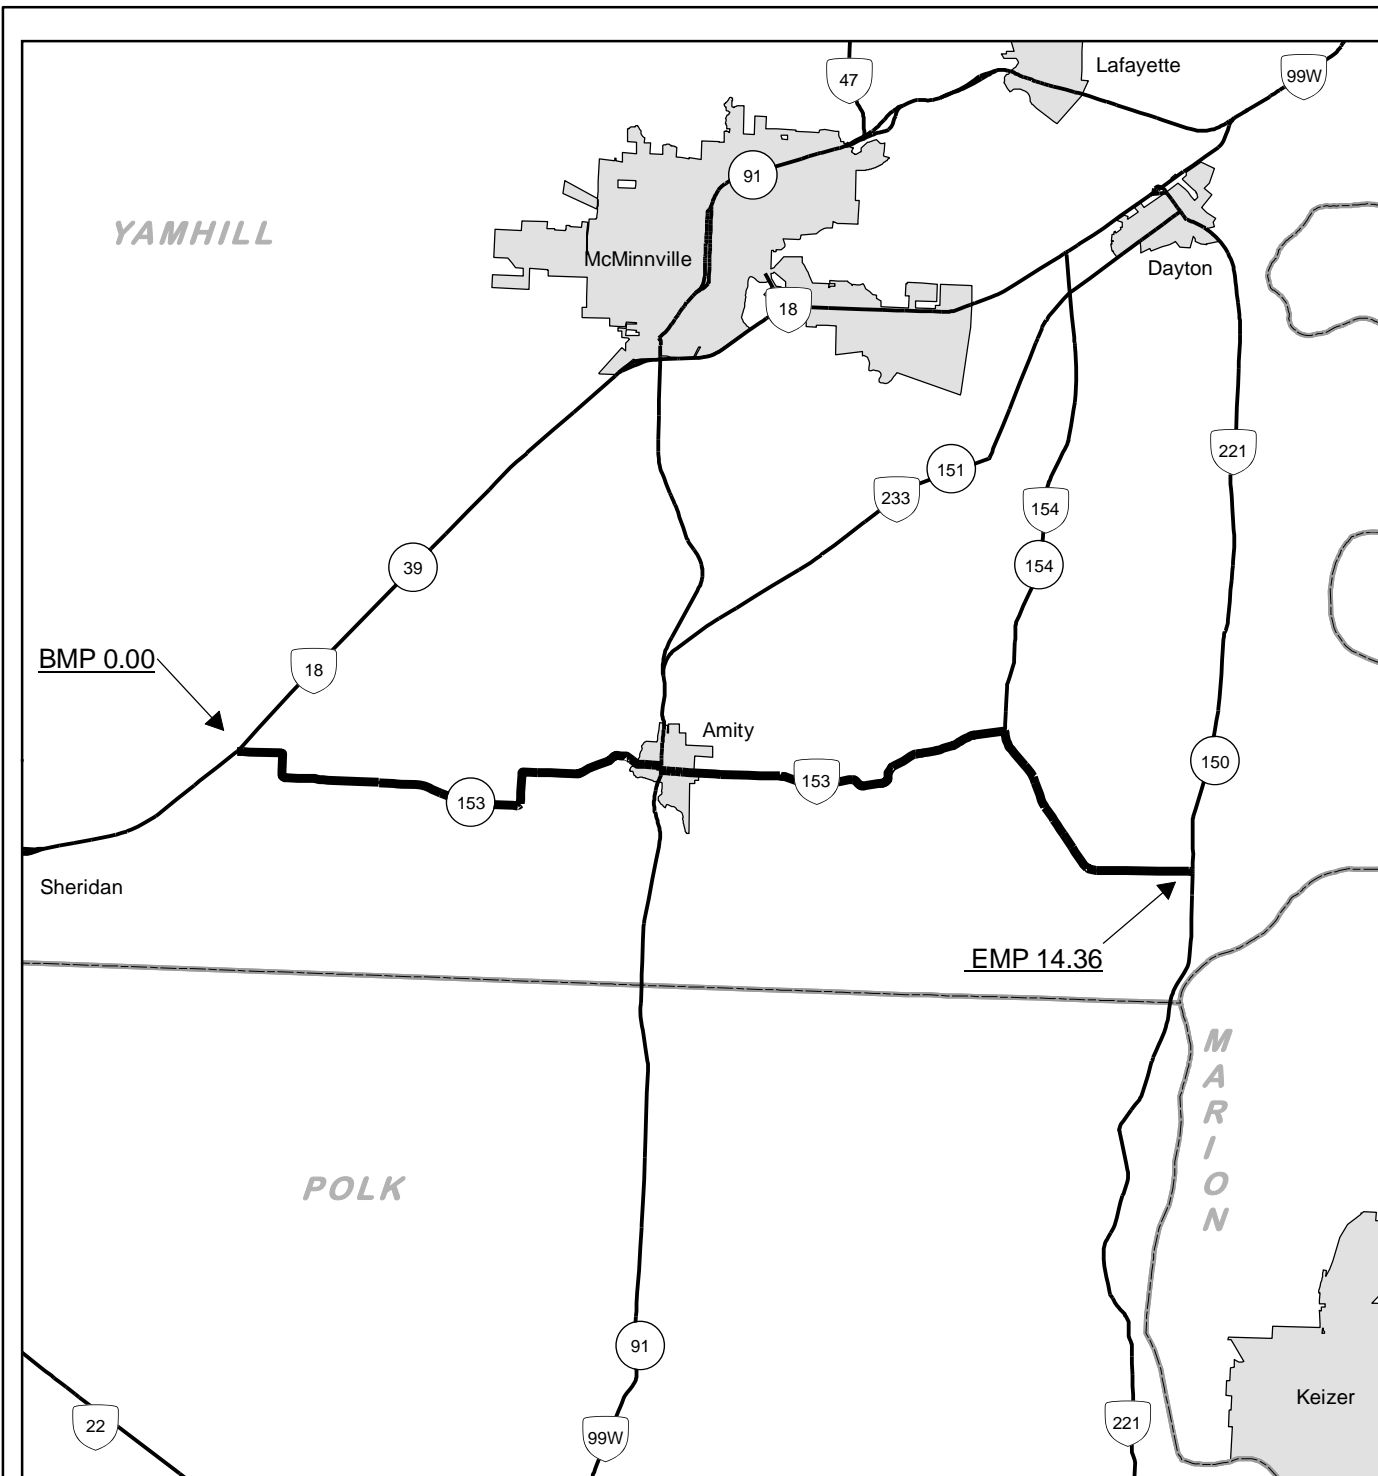 Lafayette
47
99W
91
YAMHILL
McMinnville
Dayton
18
221
151
233
154
39
154
BMP 0.00
18
Amity
150
153
153
Sheridan
EMP 14.36
MARION
POLK
91
Keizer
22
99W
221